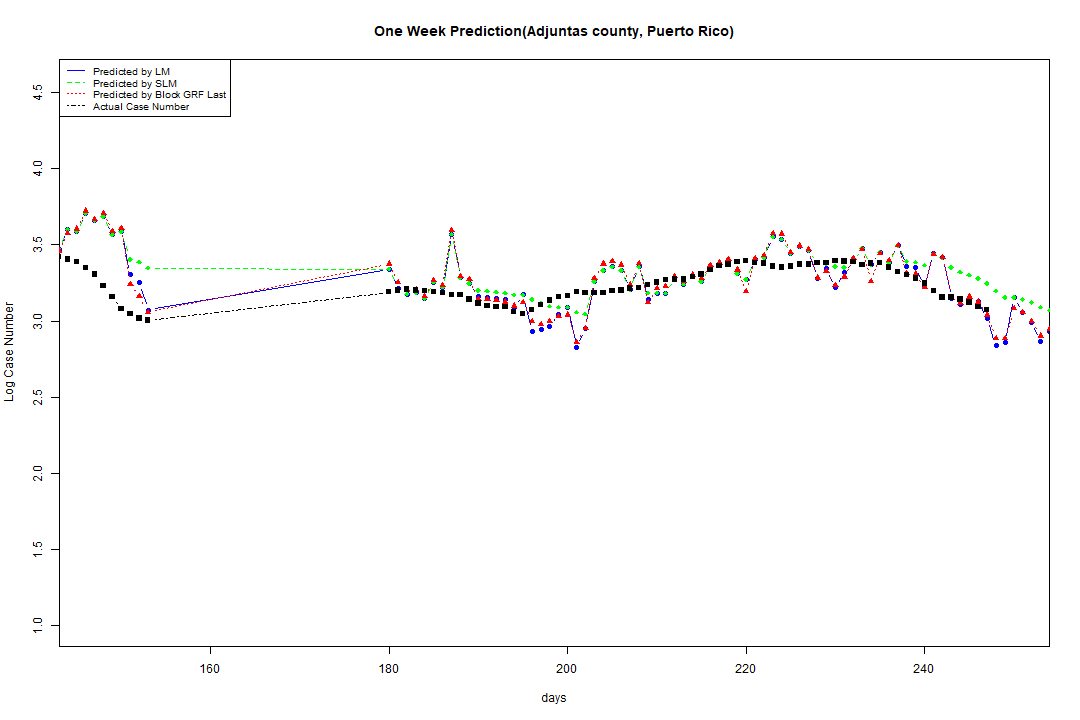 One Week Prediction(Adjuntas county, Puerto Rico)
Predicted by LM
Predicted by SLM
Predicted by Block GRF Last
Actual Case Number
Log Case Number
4.5
4.0
3.5
3.0
2.5
2.0
1.5
1.0
160 180 200 220 240
days